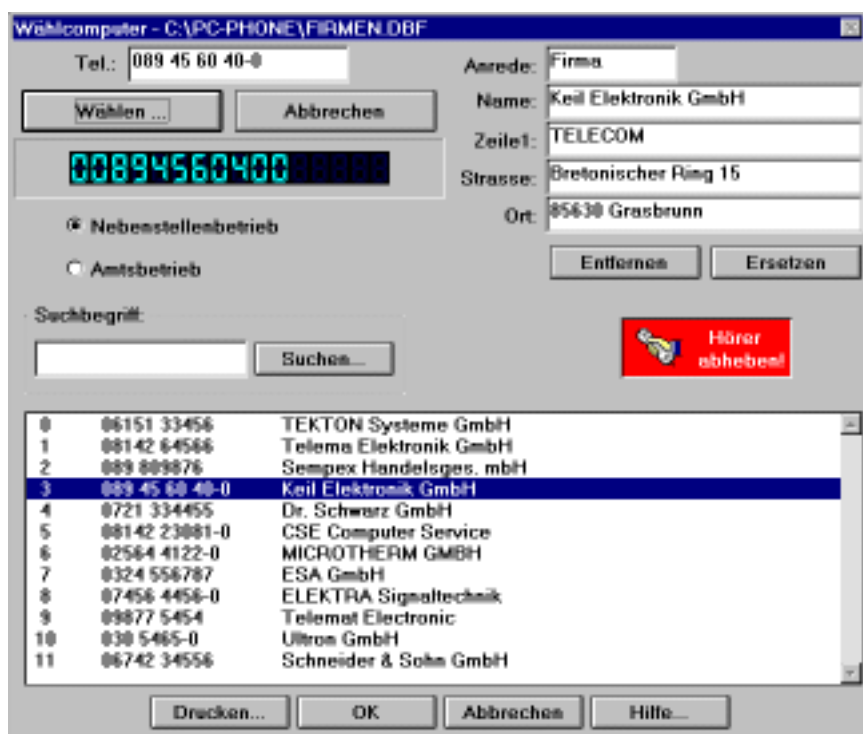 Wählcomputer - C:\PC-PHONE\FIRMEN.DBF
Tel.: 089 45 60 40-0
Wählen ...
Abbrechen
00894560400
Nebenstellenbetrieb
Amtsbetrieb
Anrede: Firma
Name: Keil Elektronik GmbH
Zeile1: TELECOM
Strasse: Bretonischer Ring 15
Ort: 85630 Grasbrunn
Entfernen
Ersetzen
Suchbegriff:
Suchen...
Hörer
abheben!
0 06151 33456 TEKTON Systeme GmbH
1 08142 64566 Telema Elektronik GmbH
2 089 809876 Sempex Handelsges. mbH
3 089 45 60 40-0 Keil Elektronik GmbH
4 0721 334455 Dr. Schwarz GmbH
5 08142 23081-0 CSE Computer Service
6 02564 4122-0 MICROTHERM GMBH
7 0324 556787 ESA GmbH
8 07456 4456-0 ELEKTRA Signaltechnik
9 09877 5454 Telemat Electronic
10 030 5465-0 Ultron GmbH
11 06742 34556 Schneider & Sohn GmbH
Drucken...
OK
Abbrechen
Hilfe...